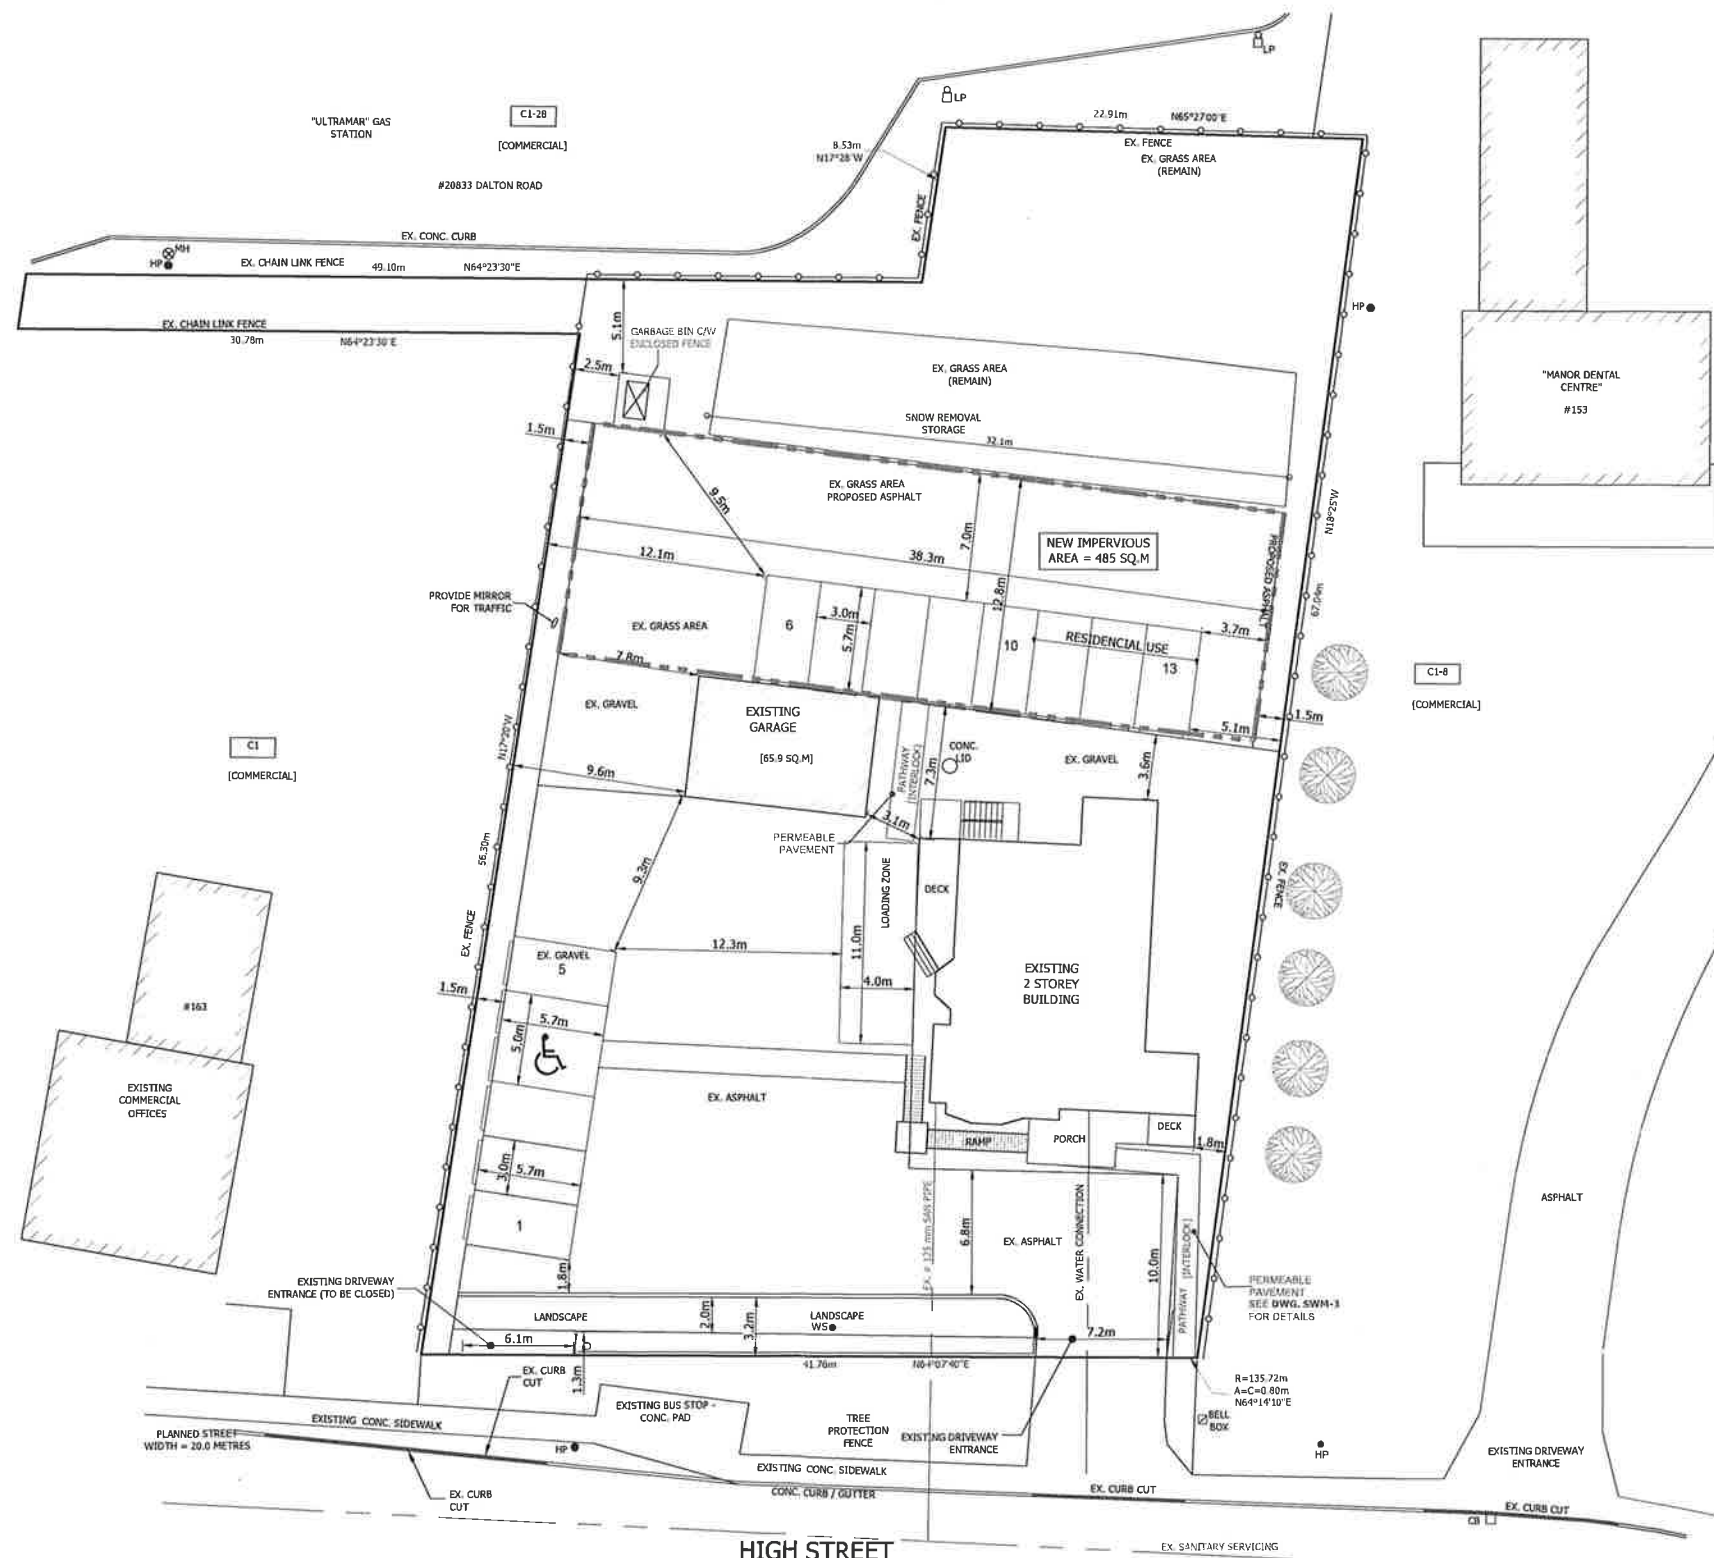 LP
LP
"ULTRAMAR" GAS
STATION
C1-28
[COMMERCIAL]
#20833 DALTON ROAD
22.91m
N65°27'00"E
EX. FENCE
EX. GRASS AREA
(REMAIN)
8.53m
N17°28'W
EX. FENCE
EX. CONC. CURB
MH
HP
EX. CHAIN LINK FENCE
49.10m
N64°23'30"E
EX. CHAIN LINK FENCE
30.78m
N64°23'30"E
HP
5.1m
GARBAGE BIN C/W
ENCLOSED FENCE
2.5m
EX. GRASS AREA
(REMAIN)
SNOW REMOVAL
STORAGE
32.1m
"MANOR DENTAL
CENTRE"
#153
1.5m
9.5m
EX. GRASS AREA
PROPOSED ASPHALT
7.0m
12.8m
NEW IMPERVIOUS
AREA = 485 SQ.M
N18°25'W
PROPOSED ASPHALT
67.04m
12.1m
38.3m
PROVIDE MIRROR
FOR TRAFFIC
EX. GRASS AREA
6
3.0m
5.7m
10
RESIDENCIAL USE
13
3.7m
7.8m
5.1m
1.5m
C1-8
[COMMERCIAL]
C1
[COMMERCIAL]
N17°20'W
EX. GRAVEL
EXISTING
GARAGE
[65.9 SQ.M]
PATHWAY
[INTERLOCK]
7.3m
CONC.
LID
EX. GRAVEL
3.6m
9.6m
3.1m
PERMEABLE
PAVEMENT
56.30m
9.3m
LOADING ZONE
DECK
EX. FENCE
EX. FENCE
12.3m
11.0m
4.0m
EX. GRAVEL
5
EXISTING
2 STOREY
BUILDING
1.5m
5.7m
5.0m
#163
EXISTING
COMMERCIAL
OFFICES
EX. ASPHALT
RAMP
PORCH
DECK
1.8m
3.0m
5.7m
1
1.8m
EX. ø 125 mm SAN PIPE
6.8m
EX. ASPHALT
EX. WATER CONNECTION
10.0m
PATHWAY [INTERLOCK]
ASPHALT
PERMEABLE
PAVEMENT
SEE DWG. SWM-3
FOR DETAILS
EXISTING DRIVEWAY
ENTRANCE (TO BE CLOSED)
LANDSCAPE
2.0m
3.2m
LANDSCAPE
WS
6.1m
7.2m
1.3m
41.76m
N64°07'40"E
R=135.72m
A=C=0.80m
N64°14'10"E
EX. CURB
CUT
EXISTING BUS STOP -
CONC. PAD
TREE
PROTECTION
FENCE
EXISTING DRIVEWAY
ENTRANCE
BELL
BOX
EXISTING CONC. SIDEWALK
PLANNED STREET
WIDTH = 20.0 METRES
HP
HP
EXISTING DRIVEWAY
ENTRANCE
EXISTING CONC. SIDEWALK
CONC. CURB / GUTTER
EX. CURB
CUT
EX. CURB CUT
EX. CURB CUT
CB
HIGH STREET
EX. SANITARY SERVICING